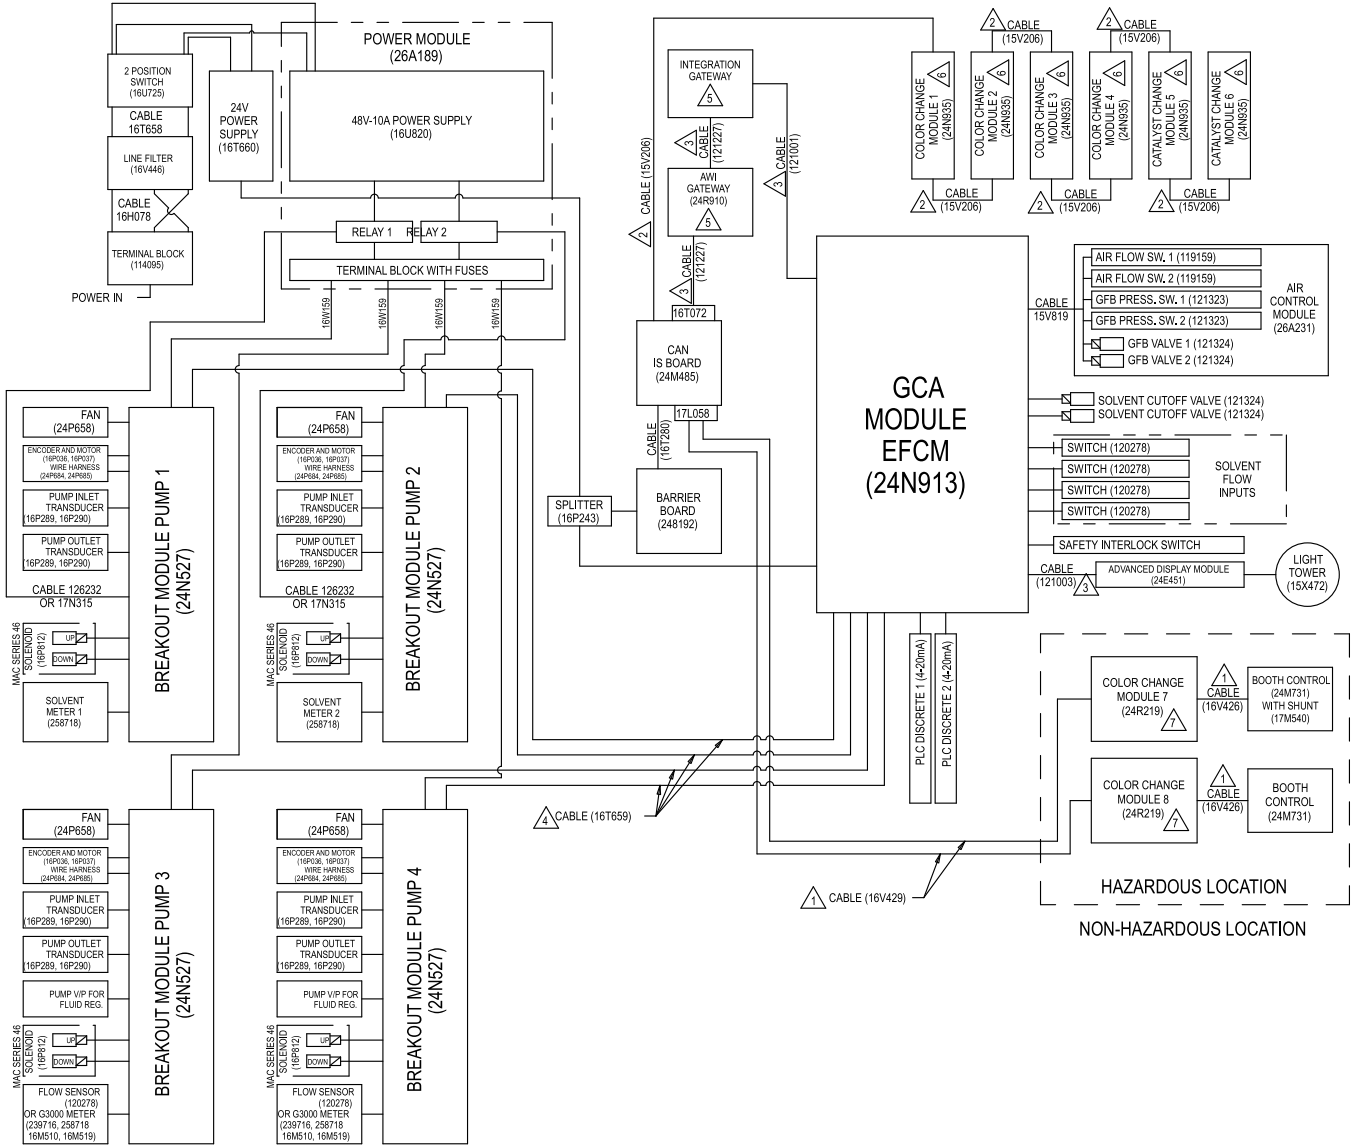 POWER MODULE
(26A189)
2 POSITION
SWITCH
(16U725)
CABLE
16T658
LINE FILTER
(16V446)
CABLE
16H078
TERMINAL BLOCK
(114095)
POWER IN
24V
POWER
SUPPLY
(16T660)
48V-10A POWER SUPPLY
(16U820)
RELAY 1
RELAY 2
TERMINAL BLOCK WITH FUSES
16W159
16W159
16W159
16W159
INTEGRATION
GATEWAY
5
3
CABLE
(121227)
AWI
GATEWAY
(24R910)
5
3
CABLE
(121227)
3
CABLE
(121001)
2
CABLE (15V206)
16T072
CAN
IS BOARD
(24M485)
17L058
CABLE
(16T280)
BARRIER
BOARD
(248192)
SPLITTER
(16P243)
2
CABLE
(15V206)
2
CABLE
(15V206)
COLOR CHANGE
MODULE 1
(24N935)
6
COLOR CHANGE
MODULE 2
(24N935)
6
COLOR CHANGE
MODULE 3
(24N935)
6
COLOR CHANGE
MODULE 4
(24N935)
6
CATALYST CHANGE
MODULE 5
(24N935)
6
CATALYST CHANGE
MODULE 6
(24N935)
6
2
CABLE
(15V206)
2
CABLE
(15V206)
2
CABLE
(15V206)
GCA
MODULE
EFCM
(24N913)
CABLE
15V819
AIR FLOW SW. 1 (119159)
AIR FLOW SW. 2 (119159)
GFB PRESS. SW. 1 (121323)
GFB PRESS. SW. 2 (121323)
GFB VALVE 1 (121324)
GFB VALVE 2 (121324)
AIR
CONTROL
MODULE
(26A231)
SOLVENT CUTOFF VALVE (121324)
SOLVENT CUTOFF VALVE (121324)
SWITCH (120278)
SWITCH (120278)
SWITCH (120278)
SWITCH (120278)
SOLVENT
FLOW
INPUTS
SAFETY INTERLOCK SWITCH
CABLE
(121003)
3
ADVANCED DISPLAY MODULE
(24E451)
LIGHT
TOWER
(15X472)
PLC DISCRETE 1 (4-20mA)
PLC DISCRETE 2 (4-20mA)
COLOR CHANGE
MODULE 7
(24R219)
7
1
CABLE
(16V426)
BOOTH CONTROL
(24M731)
WITH SHUNT
(17M540)
COLOR CHANGE
MODULE 8
(24R219)
7
1
CABLE
(16V426)
BOOTH
CONTROL
(24M731)
HAZARDOUS LOCATION
NON-HAZARDOUS LOCATION
4
CABLE (16T659)
1
CABLE (16V429)
FAN
(24P658)
ENCODER AND MOTOR
(16P036, 16P037)
WIRE HARNESS
(24P684, 24P685)
PUMP INLET
TRANSDUCER
(16P289, 16P290)
PUMP OUTLET
TRANSDUCER
(16P289, 16P290)
CABLE 126232
OR 17N315
MAC SERIES 46
SOLENOID
(16P812)
UP
DOWN
SOLVENT
METER 1
(258718)
BREAKOUT MODULE PUMP 1
(24N527)
FAN
(24P658)
ENCODER AND MOTOR
(16P036, 16P037)
WIRE HARNESS
(24P684, 24P685)
PUMP INLET
TRANSDUCER
(16P289, 16P290)
PUMP OUTLET
TRANSDUCER
(16P289, 16P290)
CABLE 126232
OR 17N315
MAC SERIES 46
SOLENOID
(16P812)
UP
DOWN
SOLVENT
METER 2
(258718)
BREAKOUT MODULE PUMP 2
(24N527)
FAN
(24P658)
ENCODER AND MOTOR
(16P036, 16P037)
WIRE HARNESS
(24P684, 24P685)
PUMP INLET
TRANSDUCER
(16P289, 16P290)
PUMP OUTLET
TRANSDUCER
(16P289, 16P290)
PUMP V/P FOR
FLUID REG.
MAC SERIES 46
SOLENOID
(16P812)
UP
DOWN
FLOW SENSOR
(120278)
OR G3000 METER
(239716, 258718
16M510, 16M519)
BREAKOUT MODULE PUMP 3
(24N527)
FAN
(24P658)
ENCODER AND MOTOR
(16P036, 16P037)
WIRE HARNESS
(24P684, 24P685)
PUMP INLET
TRANSDUCER
(16P289, 16P290)
PUMP OUTLET
TRANSDUCER
(16P289, 16P290)
PUMP V/P FOR
FLUID REG.
MAC SERIES 46
SOLENOID
(16P812)
UP
DOWN
FLOW SENSOR
(120278)
OR G3000 METER
(239716, 258718
16M510, 16M519)
BREAKOUT MODULE PUMP 4
(24N527)